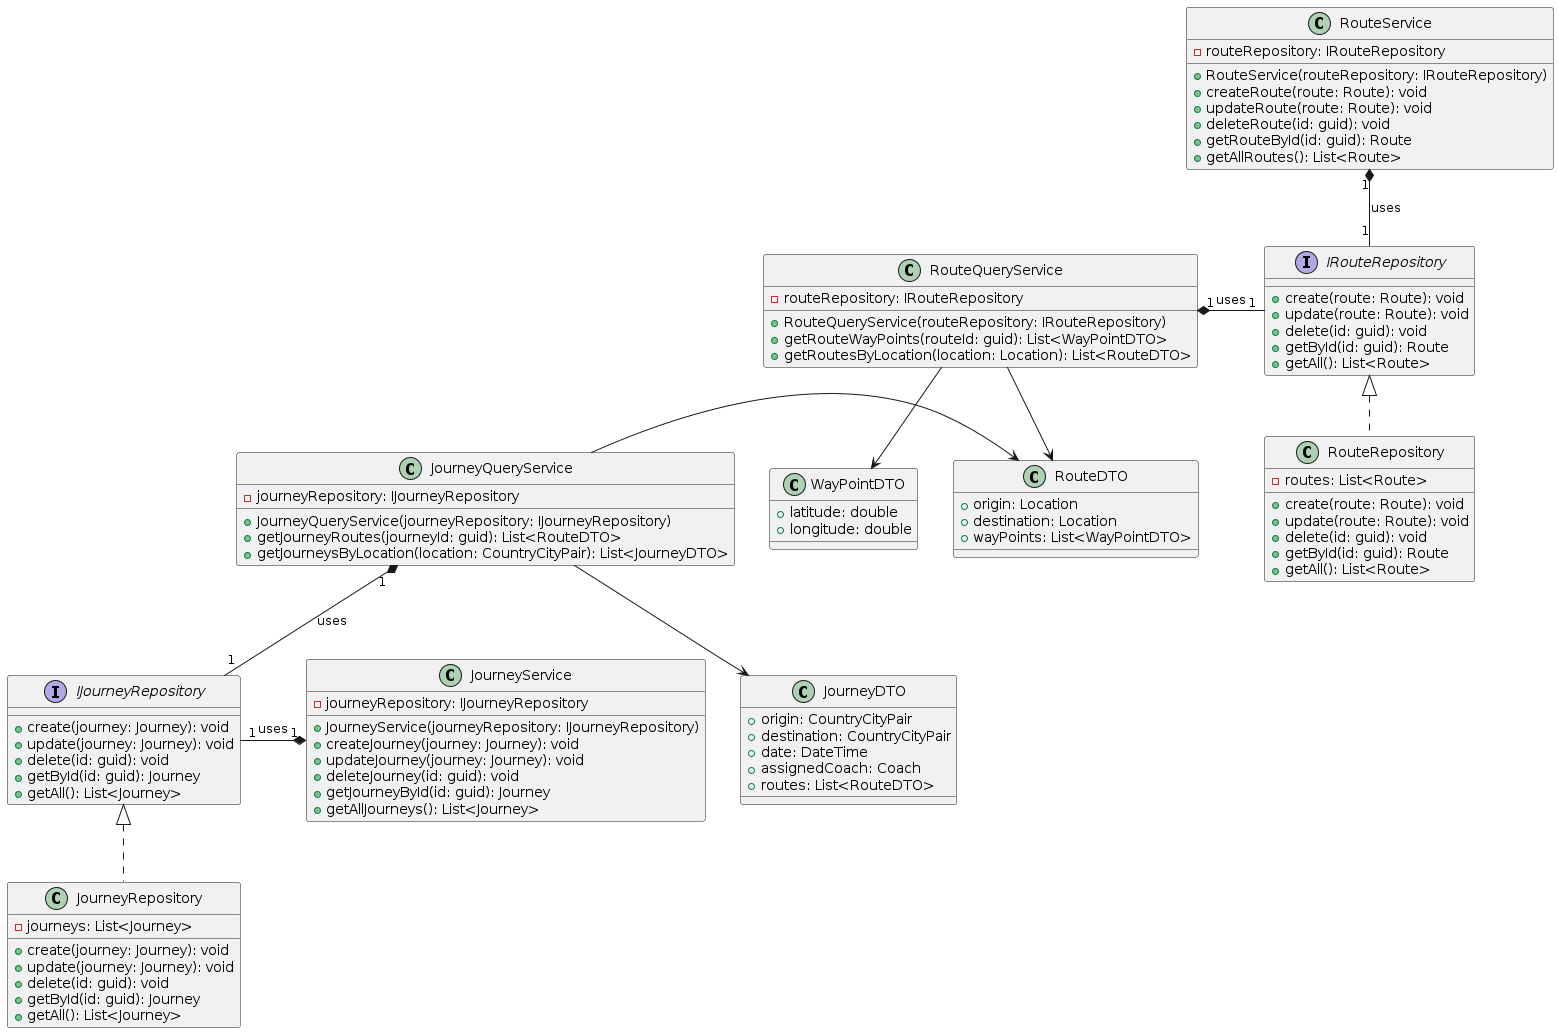 C RouteService
routeRepository: IRouteRepository
RouteService(routeRepository: IRouteRepository)
createRoute(route: Route): void
updateRoute(route: Route): void
deleteRoute(id: guid): void
getRouteById(id: guid): Route
getAllRoutes(): List<Route>
1
uses
1
C RouteQueryService
routeRepository: IRouteRepository
RouteQueryService(routeRepository: IRouteRepository)
getRouteWayPoints(routeId: guid): List<WayPointDTO>
getRoutesByLocation(location: Location): List<RouteDTO>
1 uses 1
I IRouteRepository
create(route: Route): void
update(route: Route): void
delete(id: guid): void
getById(id: guid): Route
getAll(): List<Route>
C JourneyQueryService
journeyRepository: IJourneyRepository
JourneyQueryService(journeyRepository: IJourneyRepository)
getJourneyRoutes(journeyId: guid): List<RouteDTO>
getJourneysByLocation(location: CountryCityPair): List<JourneyDTO>
C WayPointDTO
latitude: double
longitude: double
C RouteDTO
origin: Location
destination: Location
wayPoints: List<WayPointDTO>
C RouteRepository
routes: List<Route>
create(route: Route): void
update(route: Route): void
delete(id: guid): void
getById(id: guid): Route
getAll(): List<Route>
1
uses
1
I IJourneyRepository
create(journey: Journey): void
update(journey: Journey): void
delete(id: guid): void
getById(id: guid): Journey
getAll(): List<Journey>
1 uses 1
C JourneyService
journeyRepository: IJourneyRepository
JourneyService(journeyRepository: IJourneyRepository)
createJourney(journey: Journey): void
updateJourney(journey: Journey): void
deleteJourney(id: guid): void
getJourneyById(id: guid): Journey
getAllJourneys(): List<Journey>
C JourneyDTO
origin: CountryCityPair
destination: CountryCityPair
date: DateTime
assignedCoach: Coach
routes: List<RouteDTO>
C JourneyRepository
journeys: List<Journey>
create(journey: Journey): void
update(journey: Journey): void
delete(id: guid): void
getById(id: guid): Journey
getAll(): List<Journey>